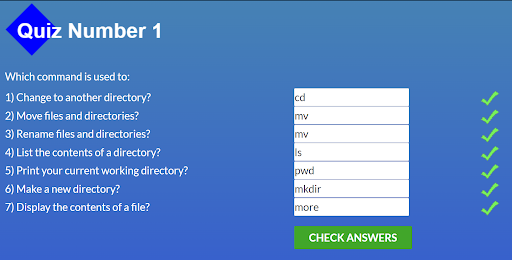 Quiz Number 1
Which command is used to:
1) Change to another directory? cd
2) Move files and directories? mv
3) Rename files and directories? mv
4) List the contents of a directory? ls
5) Print your current working directory? pwd
6) Make a new directory? mkdir
7) Display the contents of a file? more
CHECK ANSWERS